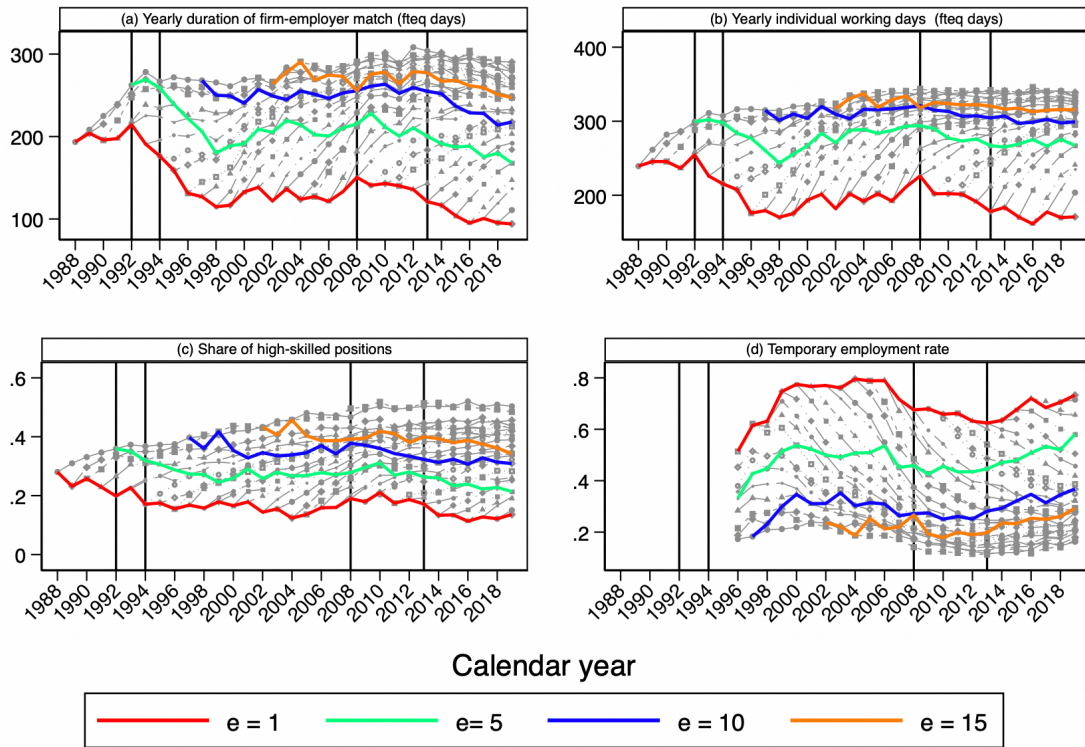 (a) Yearly duration of firm-employer match (fteq days)
300
200
100
1988 1990 1992 1994 1996 1998 2000 2002 2004 2006 2008 2010 2012 2014 2016 2018
(b) Yearly individual working days (fteq days)
400
300
200
1988 1990 1992 1994 1996 1998 2000 2002 2004 2006 2008 2010 2012 2014 2016 2018
(c) Share of high-skilled positions
.6
.4
.2
0
1988 1990 1992 1994 1996 1998 2000 2002 2004 2006 2008 2010 2012 2014 2016 2018
(d) Temporary employment rate
.8
.6
.4
.2
1988 1990 1992 1994 1996 1998 2000 2002 2004 2006 2008 2010 2012 2014 2016 2018
Calendar year
e = 1 e= 5 e = 10 e = 15